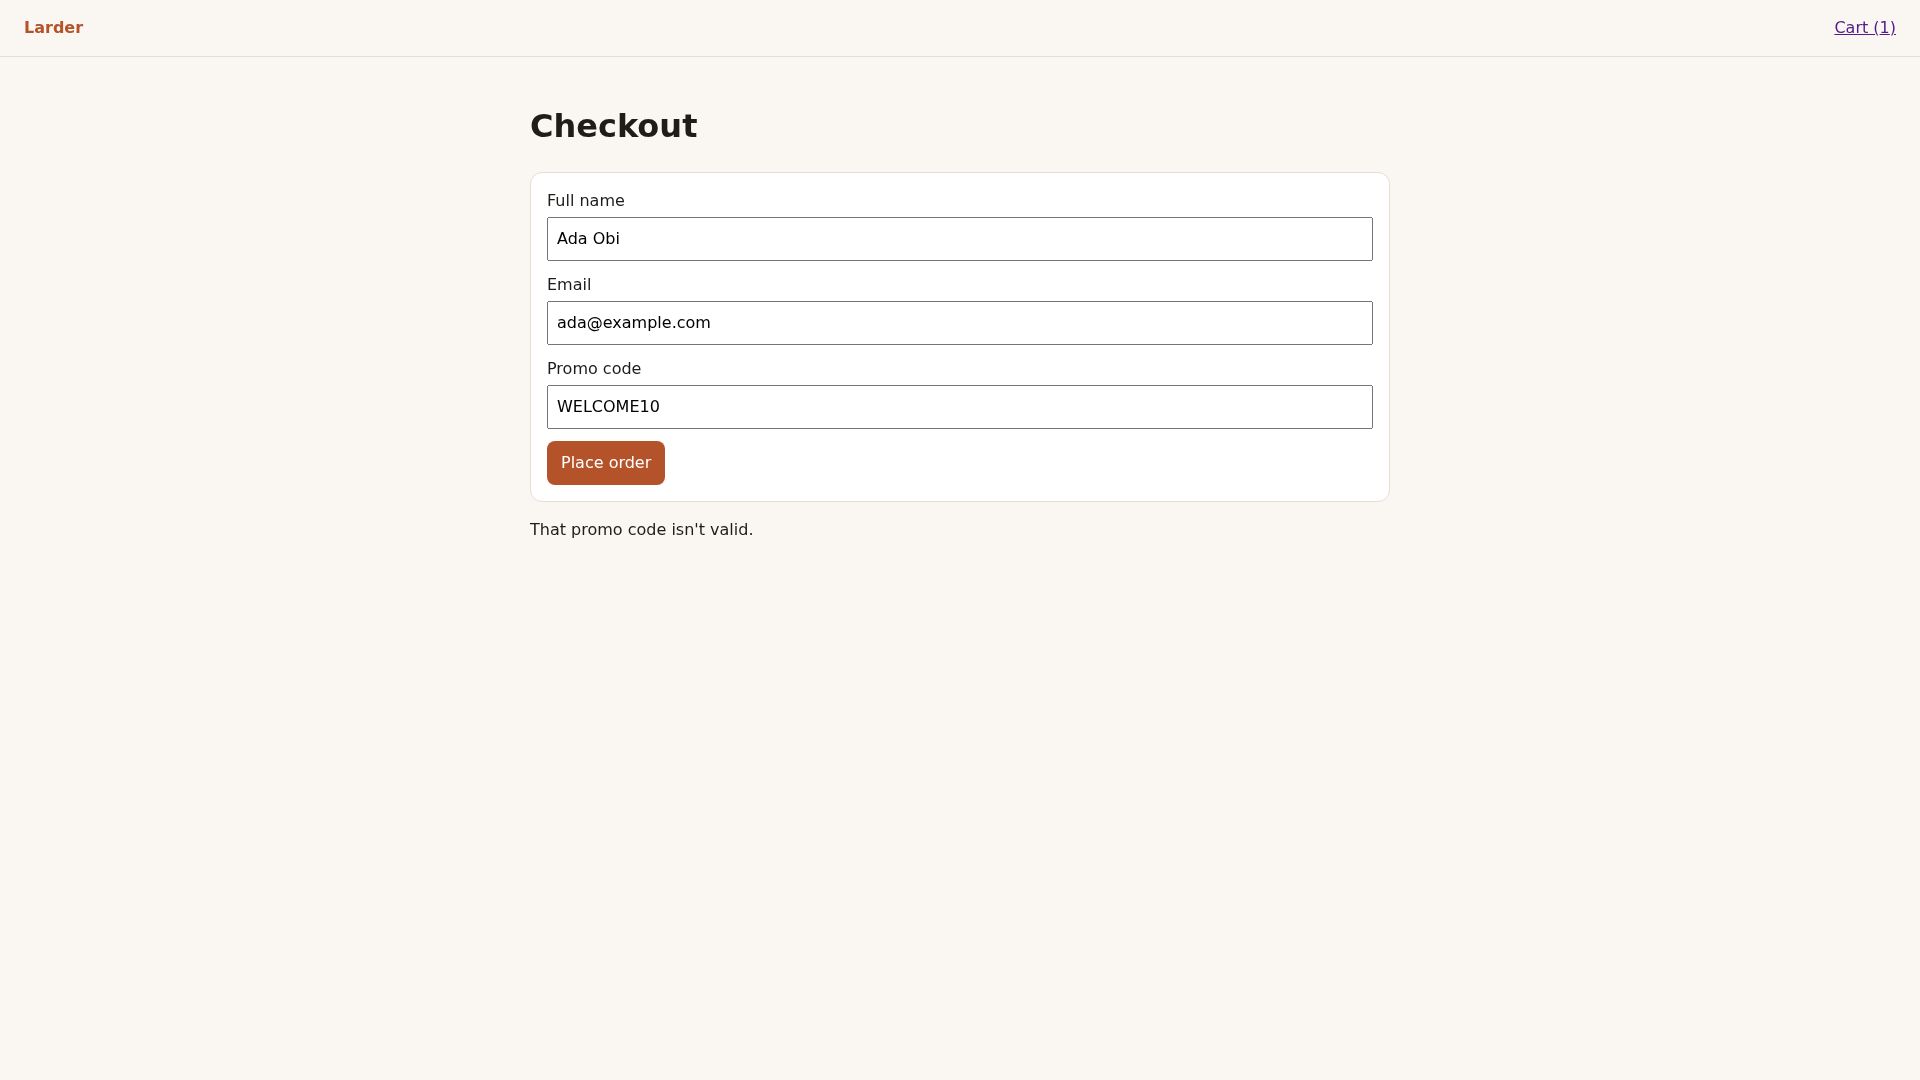 Larder
Cart (1)
Checkout
Full name
Ada Obi
Email
ada@example.com
Promo code
WELCOME10
Place order
That promo code isn't valid.